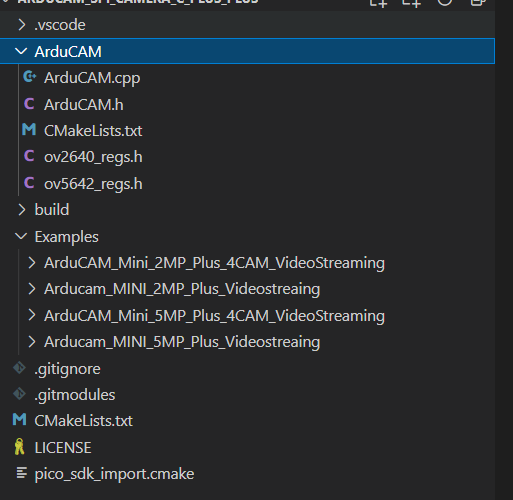 ARDUCAM_SPI_CAMERA_C_PLUS_PLUS
.vscode
ArduCAM
ArduCAM.cpp
ArduCAM.h
CMakeLists.txt
ov2640_regs.h
ov5642_regs.h
build
Examples
ArduCAM_Mini_2MP_Plus_4CAM_VideoStreaming
Arducam_MINI_2MP_Plus_Videostreaing
ArduCAM_Mini_5MP_Plus_4CAM_VideoStreaming
Arducam_MINI_5MP_Plus_Videostreaing
.gitignore
.gitmodules
CMakeLists.txt
LICENSE
pico_sdk_import.cmake